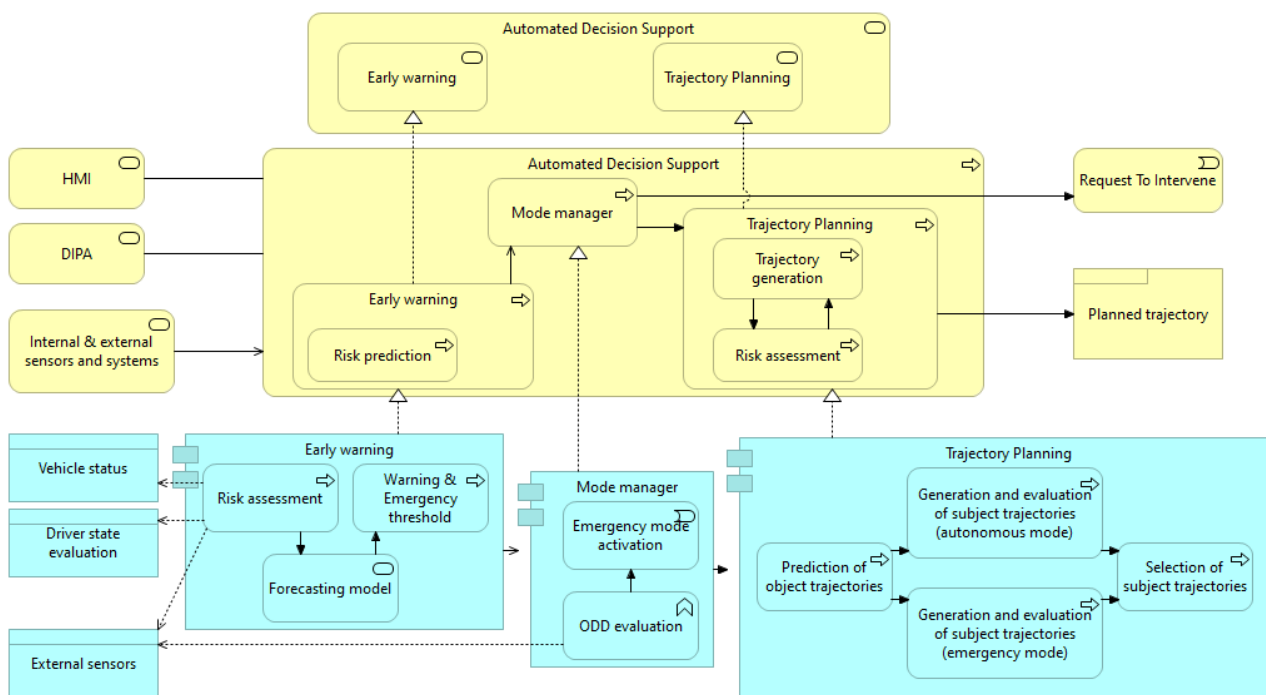 Automated Decision Support
Early warning
Trajectory Planning
HMI
DIPA
Internal & external
sensors and systems
Automated Decision Support
Mode manager
Early warning
Risk prediction
Trajectory Planning
Trajectory
generation
Risk assessment
Request To Intervene
Planned trajectory
Vehicle status
Driver state
evaluation
External sensors
Early warning
Risk assessment
Warning &
Emergency
threshold
Forecasting model
Mode manager
Emergency mode
activation
ODD evaluation
Trajectory Planning
Prediction of
object trajectories
Generation and evaluation
of subject trajectories
(autonomous mode)
Generation and evaluation
of subject trajectories
(emergency mode)
Selection of
subject trajectories